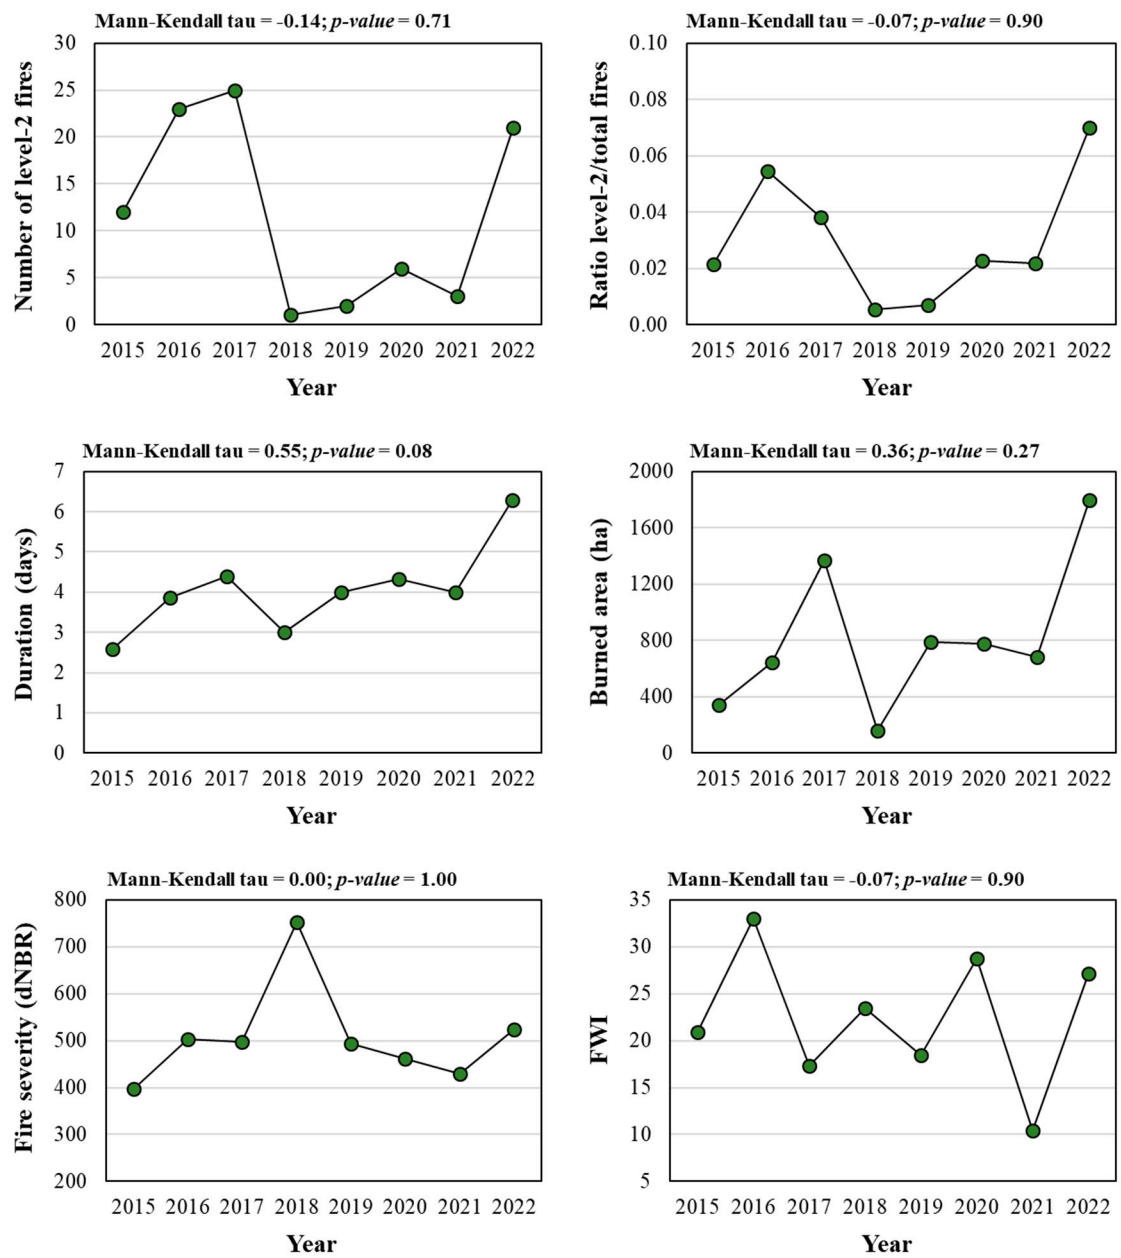 Mann-Kendall tau = -0.14; p-value = 0.71
Number of level-2 fires
30
25
20
15
10
5
0
2015 2016 2017 2018 2019 2020 2021 2022
Year
Mann-Kendall tau = -0.07; p-value = 0.90
Ratio level-2/total fires
0.10
0.08
0.06
0.04
0.02
0.00
2015 2016 2017 2018 2019 2020 2021 2022
Year
Mann-Kendall tau = 0.55; p-value = 0.08
Duration (days)
7
6
5
4
3
2
1
0
2015 2016 2017 2018 2019 2020 2021 2022
Year
Mann-Kendall tau = 0.36; p-value = 0.27
Burned area (ha)
2000
1600
1200
800
400
0
2015 2016 2017 2018 2019 2020 2021 2022
Year
Mann-Kendall tau = 0.00; p-value = 1.00
Fire severity (dNBR)
800
700
600
500
400
300
200
2015 2016 2017 2018 2019 2020 2021 2022
Year
Mann-Kendall tau = -0.07; p-value = 0.90
FWI
35
30
25
20
15
10
5
2015 2016 2017 2018 2019 2020 2021 2022
Year